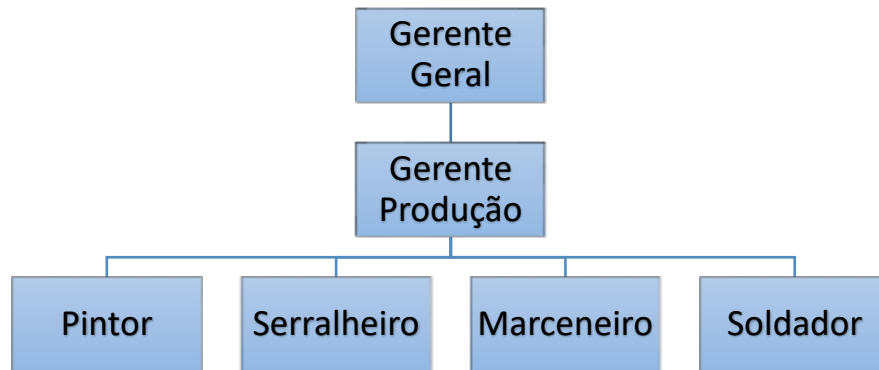 Gerente
Geral
Gerente
Produção
Pintor
Serralheiro
Marceneiro
Soldador